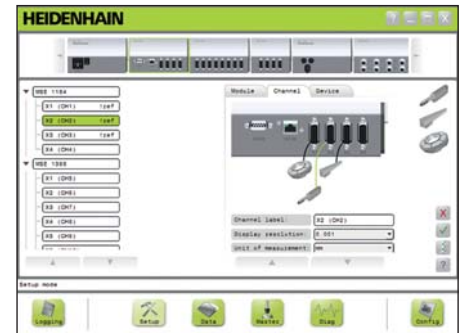 HEIDENHAIN
Module
Channel
Device
MSE 1184
X1 (CH1)
X2 (CH2)
X3 (CH3)
X4 (CH4)
X1 (CH5)
X2 (CH6)
X3 (CH7)
X4 (CH8)
X5 (CH9)
Channel label:
X2 (CH2)
Display resolution:
0.001
Unit of measurement:
mm
Setup mode
Logging
Setup
Data
Master
Diag
Config